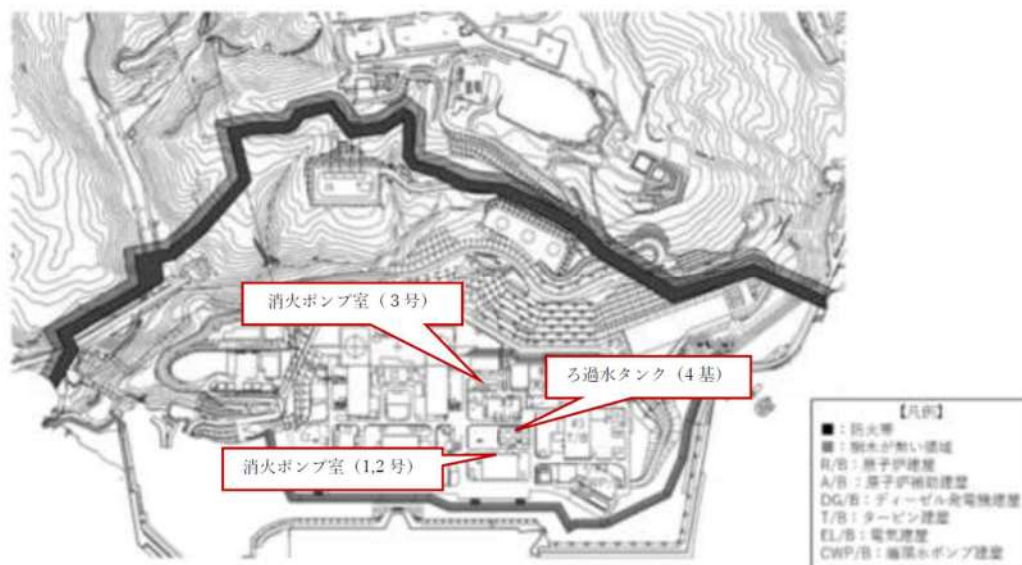 消火ポンプ室（3号）
ろ過水タンク（4基）
消火ポンプ室（1,2号）
#3
T/B
【凡例】
■：防火帯
■：樹木が無い領域
R/B：原子炉建屋
A/B：原子炉補助建屋
DG/B：ディーゼル発電機建屋
T/B：タービン建屋
EL/B：電気建屋
CWP/B：循環水ポンプ建屋